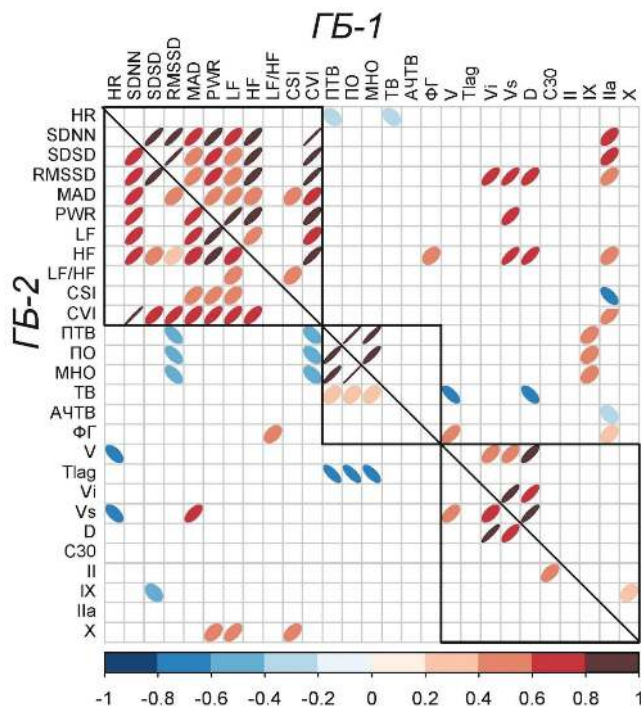 ГБ-1
HR SDNN SDSD RMSSD MAD PWR LF HF LF/HF CSI CVI ПТВ ПО МНО ТВ АЧТВ ФГ V Tlag Vi Vs D C30 II IX IIa X
ГБ-2
HR
SDNN
SDSD
RMSSD
MAD
PWR
LF
HF
LF/HF
CSI
CVI
ПТВ
ПО
МНО
ТВ
АЧТВ
ФГ
V
Tlag
Vi
Vs
D
C30
II
IX
IIa
X
-1 -0.8 -0.6 -0.4 -0.2 0 0.2 0.4 0.6 0.8 1